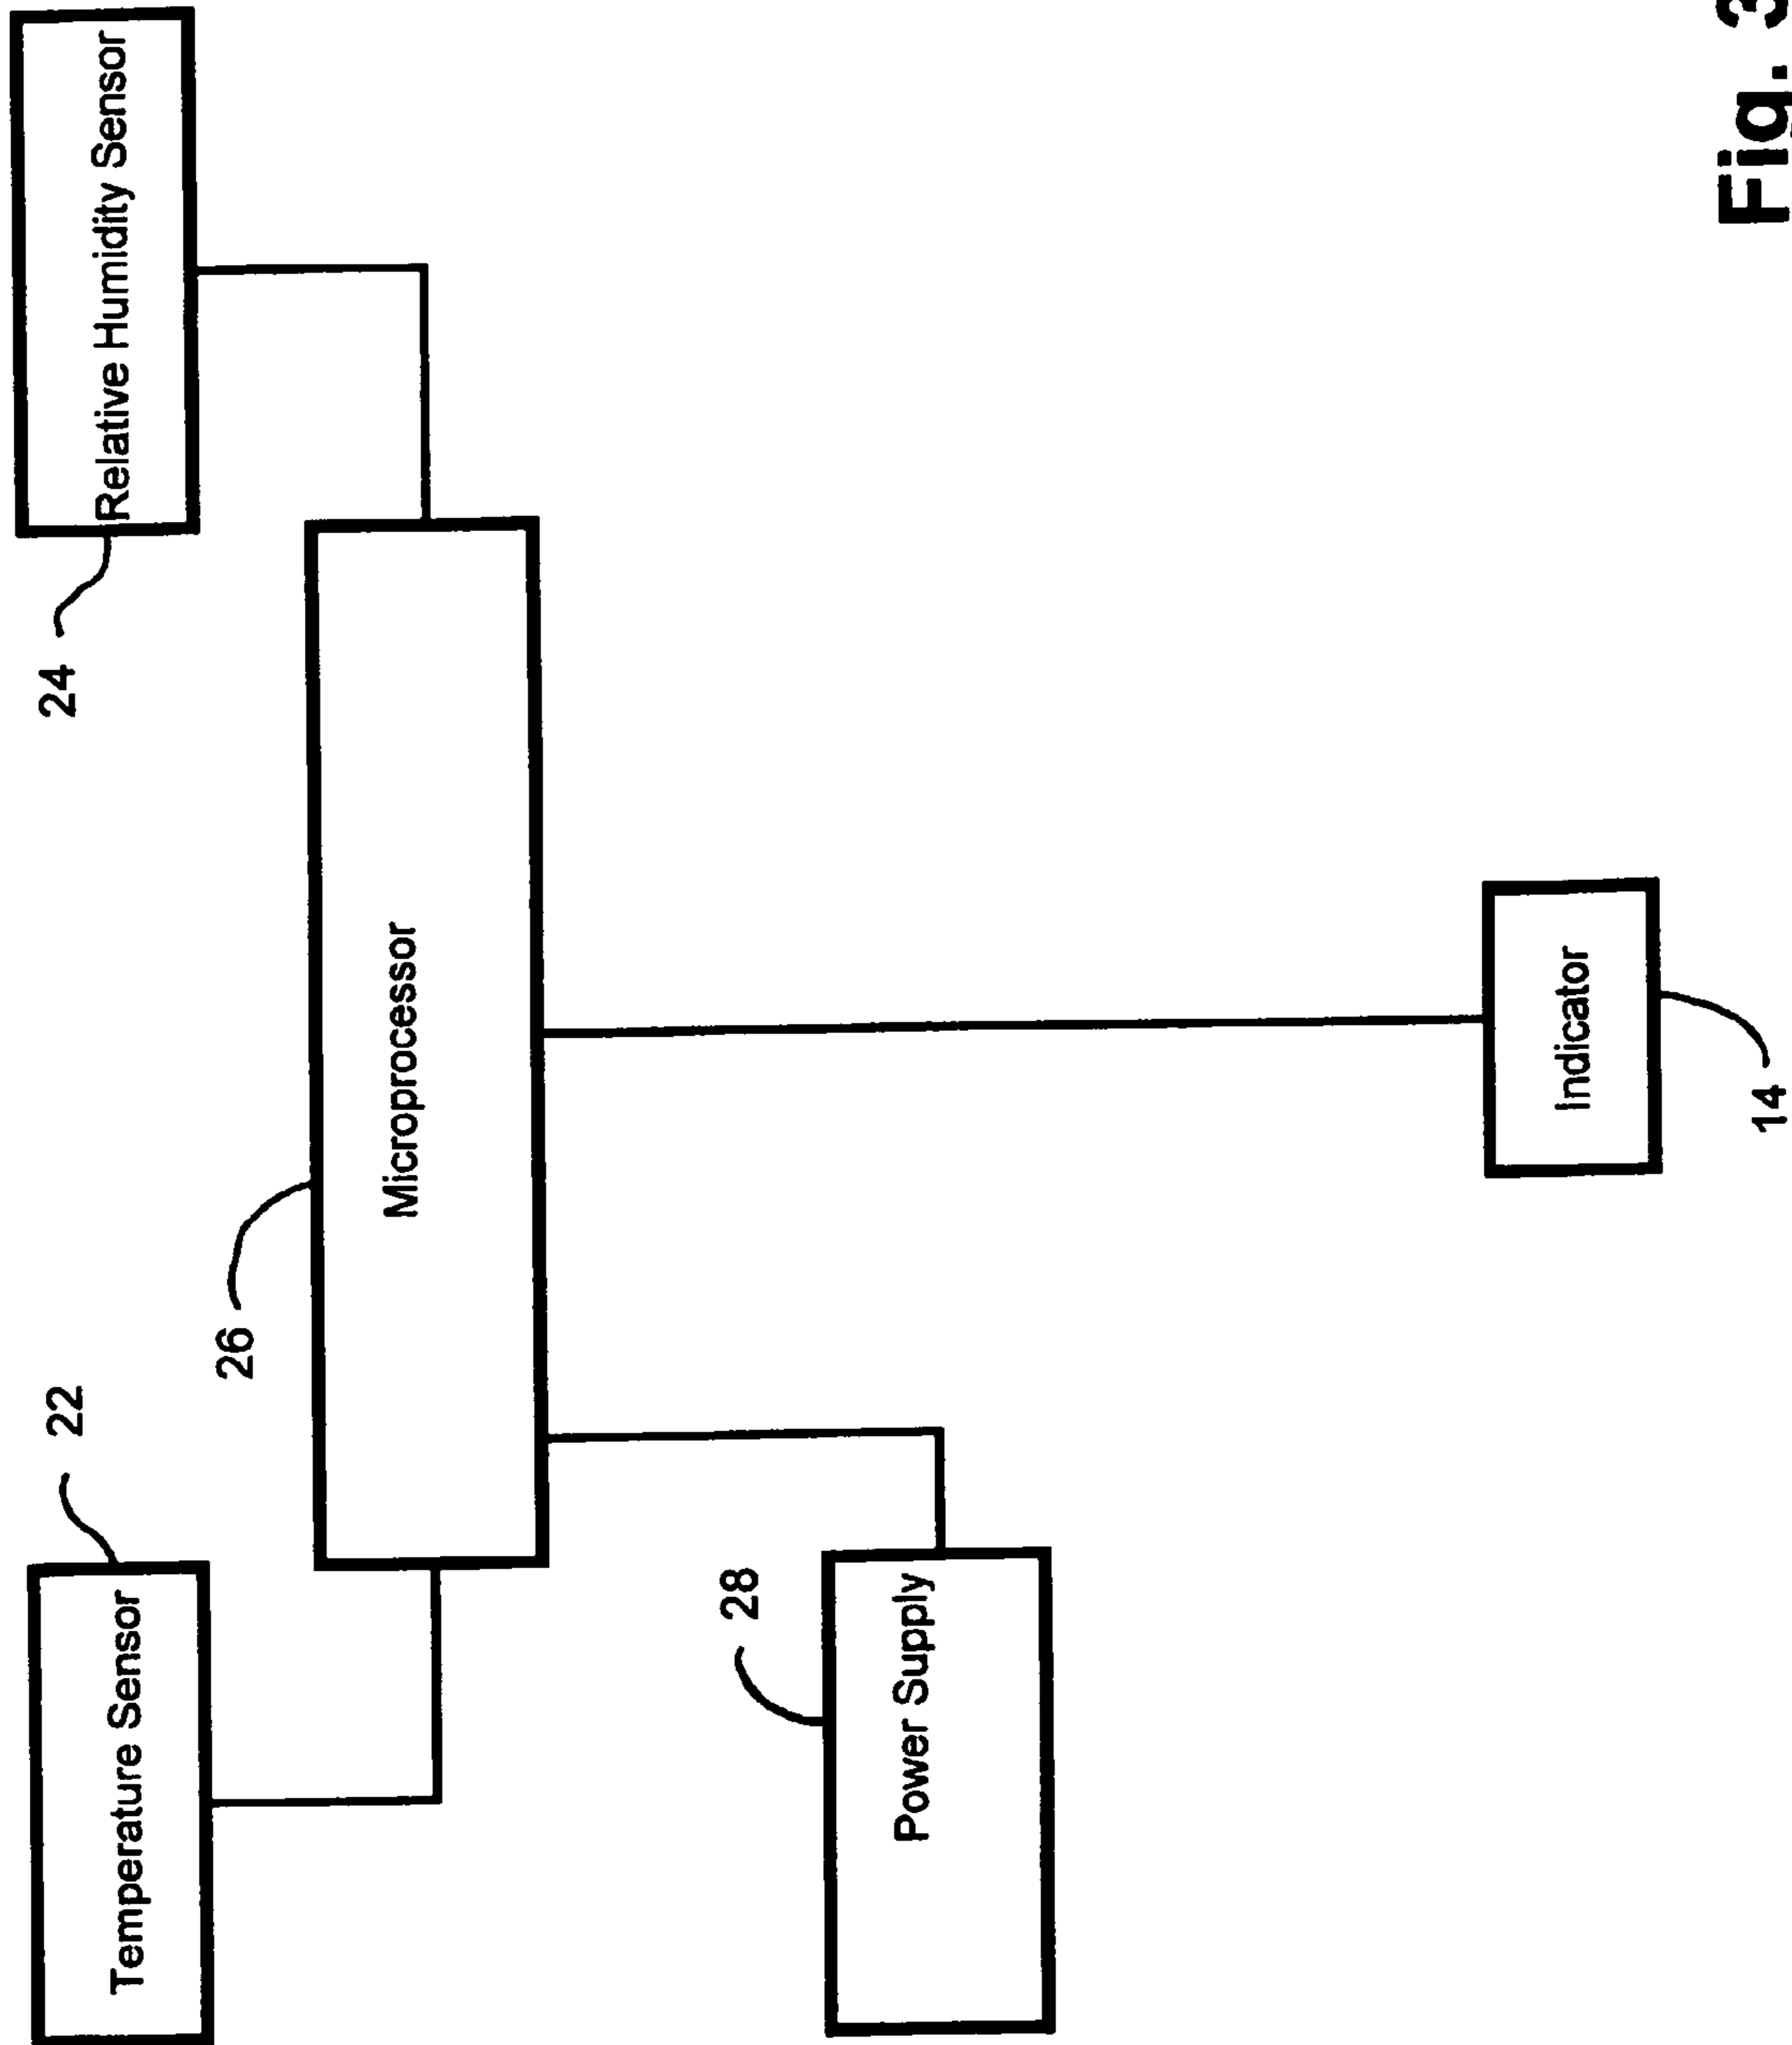 22
Temperature Sensor
24
Relative Humidity Sensor
26
Microprocessor
28
Power Supply
Indicator
14
Fig. 3